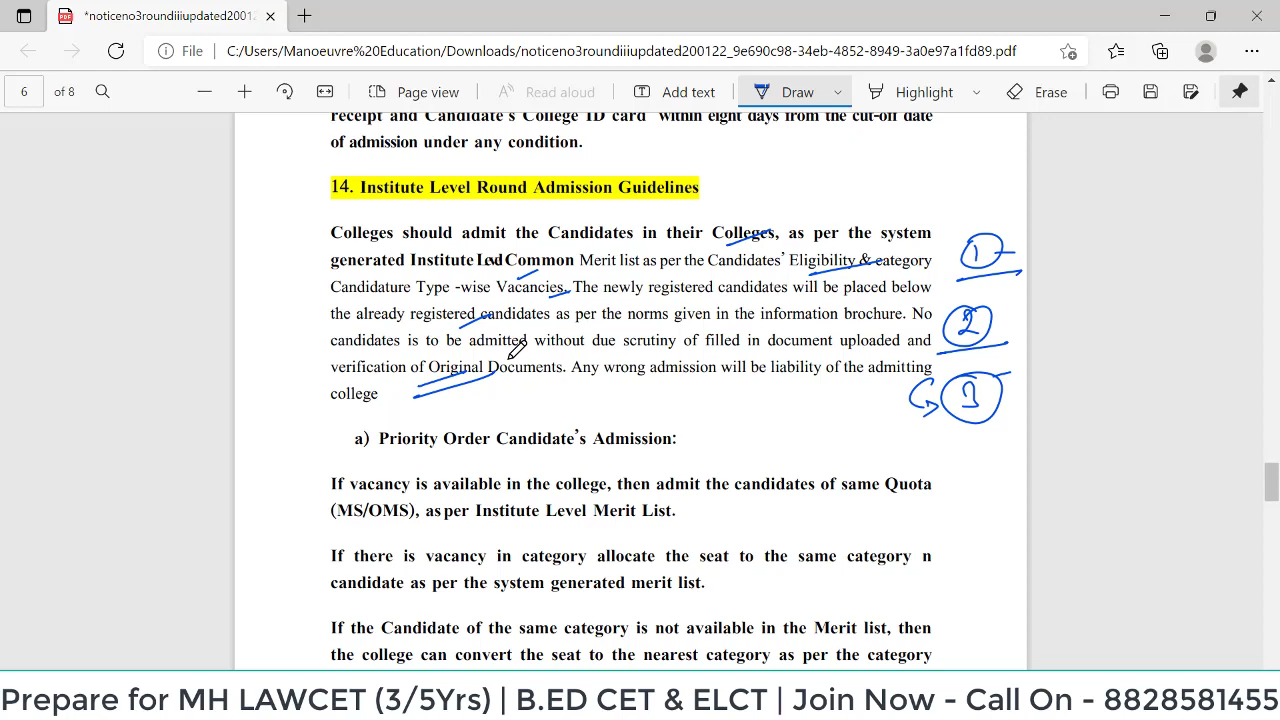 *noticeno3roundiiiupdated20012
File
C:/Users/Manoeuvre%20Education/Downloads/noticeno3roundiiiupdated200122_9e690c98-34eb-4852-8949-3a0e97a1fd89.pdf
6 of 8 Page view Read aloud Add text Draw Highlight Erase
receipt and Candidate's College ID card within eight days from the cut-off date
of admission under any condition.
14. Institute Level Round Admission Guidelines
Colleges should admit the Candidates in their Colleges, as per the system
generated Institute Common Merit list as per the Candidates' Eligibility & category
Candidature Type -wise Vacancies. The newly registered candidates will be placed below
the already registered candidates as per the norms given in the information brochure. No
candidates is to be admitted without due scrutiny of filled in document uploaded and
verification of Original Documents. Any wrong admission will be liability of the admitting
college
1
2
3
a) Priority Order Candidate's Admission:
If vacancy is available in the college, then admit the candidates of same Quota
(MS/OMS), as per Institute Level Merit List.
If there is vacancy in category allocate the seat to the same category n
candidate as per the system generated merit list.
If the Candidate of the same category is not available in the Merit list, then
the college can convert the seat to the nearest category as per the category
Prepare for MH LAWCET (3/5Yrs) | B.ED CET & ELCT | Join Now - Call On - 8828581455